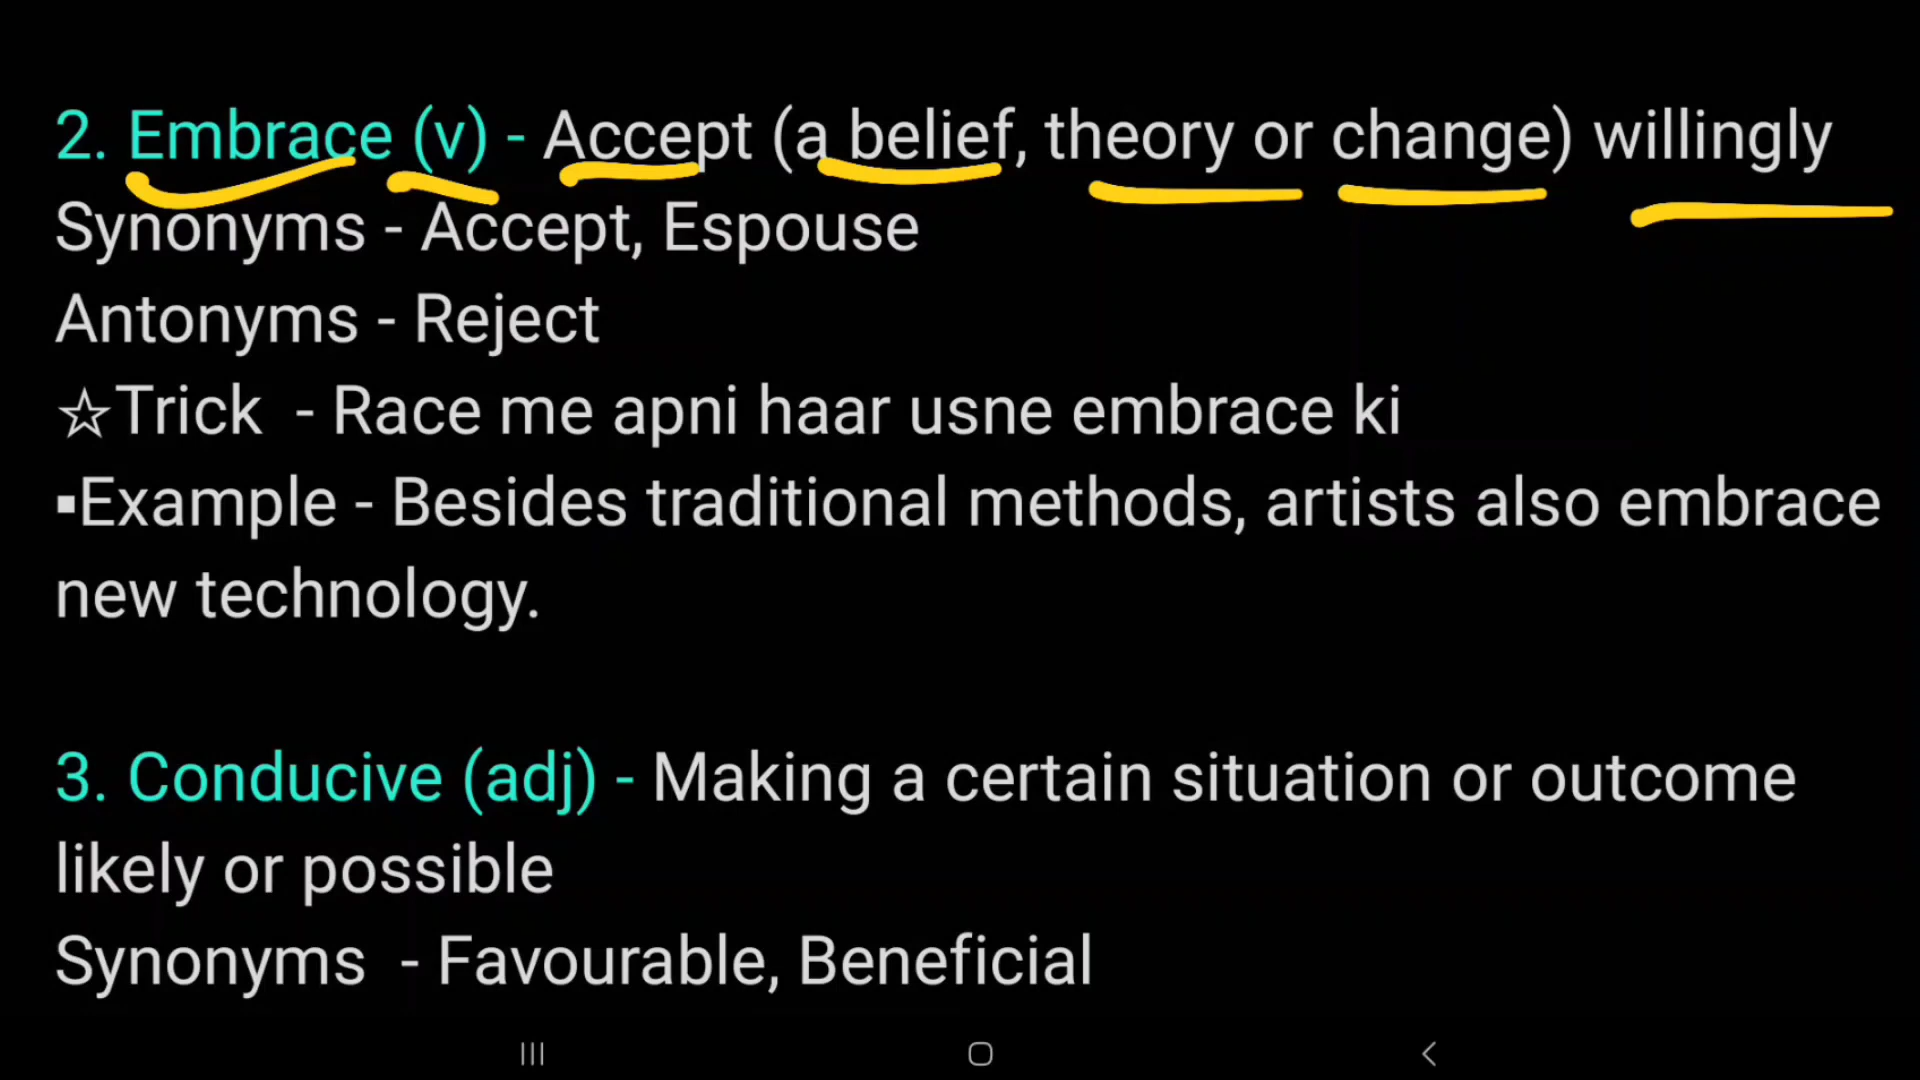 2. Embrace (v) - Accept (a belief, theory or change) willingly
Synonyms - Accept, Espouse
Antonyms - Reject
☆Trick - Race me apni haar usne embrace ki
▪Example - Besides traditional methods, artists also embrace
new technology.
3. Conducive (adj) - Making a certain situation or outcome
likely or possible
Synonyms - Favourable, Beneficial